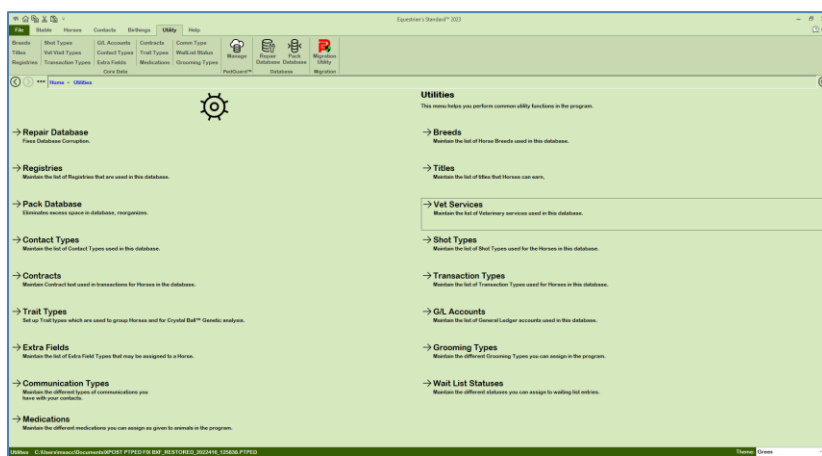 Equestrian's Standard™ 2023
File Stable Horses Contacts Birthings Utility Help
Breeds Shot Types G/L Accounts Contracts Comm Type
Titles Vet Visit Types Contact Types Trait Types WaitList Status
Registries Transaction Types Extra Fields Medications Grooming Types
Manage Repair Database Pack Database Migration Utility
Core Data PedGuard™ Database Migration
Home Utilities
Utilities
This menu helps you perform common utility functions in the program.
Repair Database
Fixes Database Corruption.
Breeds
Maintain the list of Horse Breeds used in this database.
Registries
Maintain the list of Registries that are used in this database.
Titles
Maintain the list of titles that Horses can earn,
Pack Database
Eliminates excess space in database, reorganizes.
Vet Services
Maintain the list of Veterinary services used in this database.
Contact Types
Maintain the list of Contact Types used in this database.
Shot Types
Maintain the list of Shot Types used for the Horses in this database.
Contracts
Maintain Contract text used in transactions for Horses in the database.
Transaction Types
Maintain the list of Transaction Types used for Horses in this database.
Trait Types
Set up Trait types which are used to group Horses and for Crystal Ball™ Genetic analysis.
G/L Accounts
Maintain the list of General Ledger accounts used in this database.
Extra Fields
Maintain the list of Extra Field Types that may be assigned to a Horse.
Grooming Types
Maintain the different Grooming Types you can assign in the program.
Communication Types
Maintain the different types of communications you
have with your contacts.
Wait List Statuses
Maintain the different statuses you can assign to waiting list entries.
Medications
Maintain the different medications you can assign as given to animals in the program.
Utilities Theme: Green